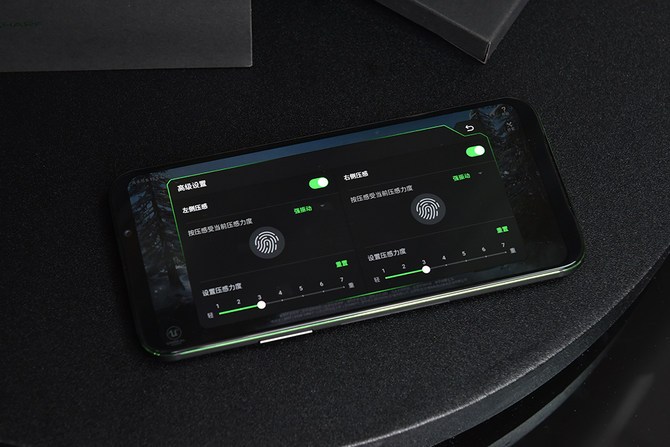 高级设置
左侧压感
右侧压感
强振动
强振动
按压感受当前压感力度
按压感受当前压感力度
重置
重置
设置压感力度
设置压感力度
1 2 3 4 5 6 7
1 2 3 4 5 6 7
轻 重
轻 重